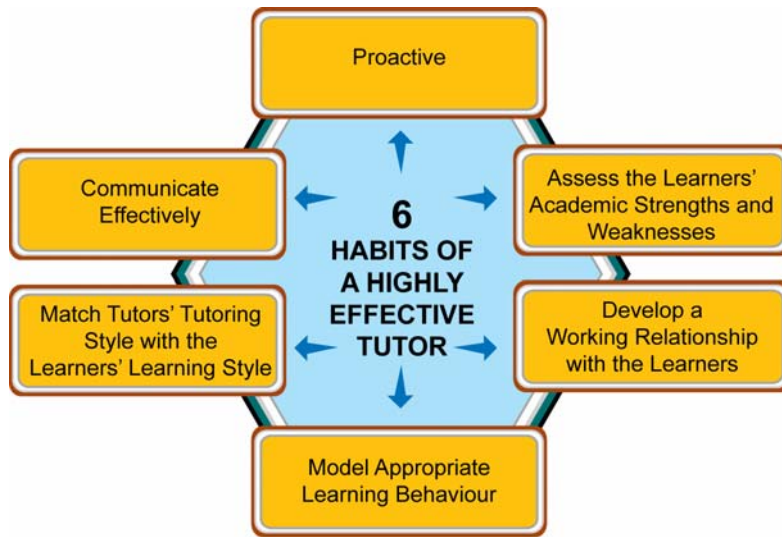 Proactive
Communicate
Effectively
Assess the Learners’
Academic Strengths and
Weaknesses
6
HABITS OF
A HIGHLY
EFFECTIVE
TUTOR
Match Tutors’ Tutoring
Style with the
Learners’ Learning Style
Develop a
Working Relationship
with the Learners
Model Appropriate
Learning Behaviour